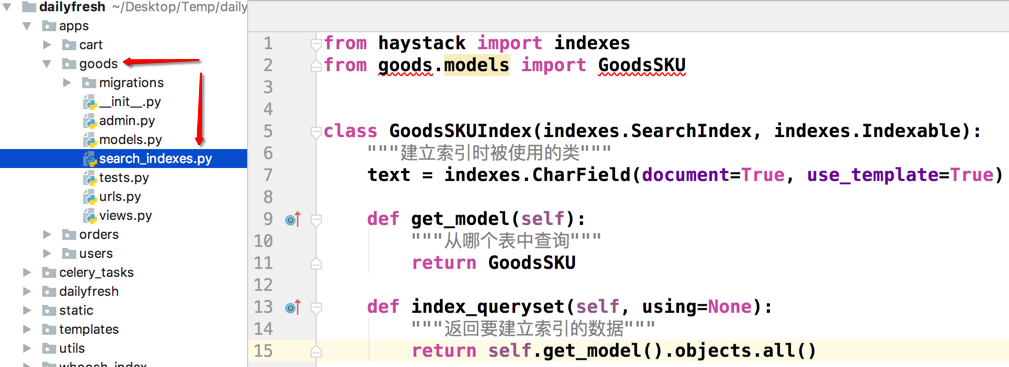 dailyfresh ~/Desktop/Temp/daily
apps
cart
goods
migrations
__init__.py
admin.py
models.py
search_indexes.py
tests.py
urls.py
views.py
orders
users
celery_tasks
dailyfresh
static
templates
utils
whoosh_index
1 from haystack import indexes
2 from goods.models import GoodsSKU
3
4
5 class GoodsSKUIndex(indexes.SearchIndex, indexes.Indexable):
6 """建立索引时被使用的类"""
7 text = indexes.CharField(document=True, use_template=True)
8
9 def get_model(self):
10 """从哪个表中查询"""
11 return GoodsSKU
12
13 def index_queryset(self, using=None):
14 """返回要建立索引的数据"""
15 return self.get_model().objects.all()